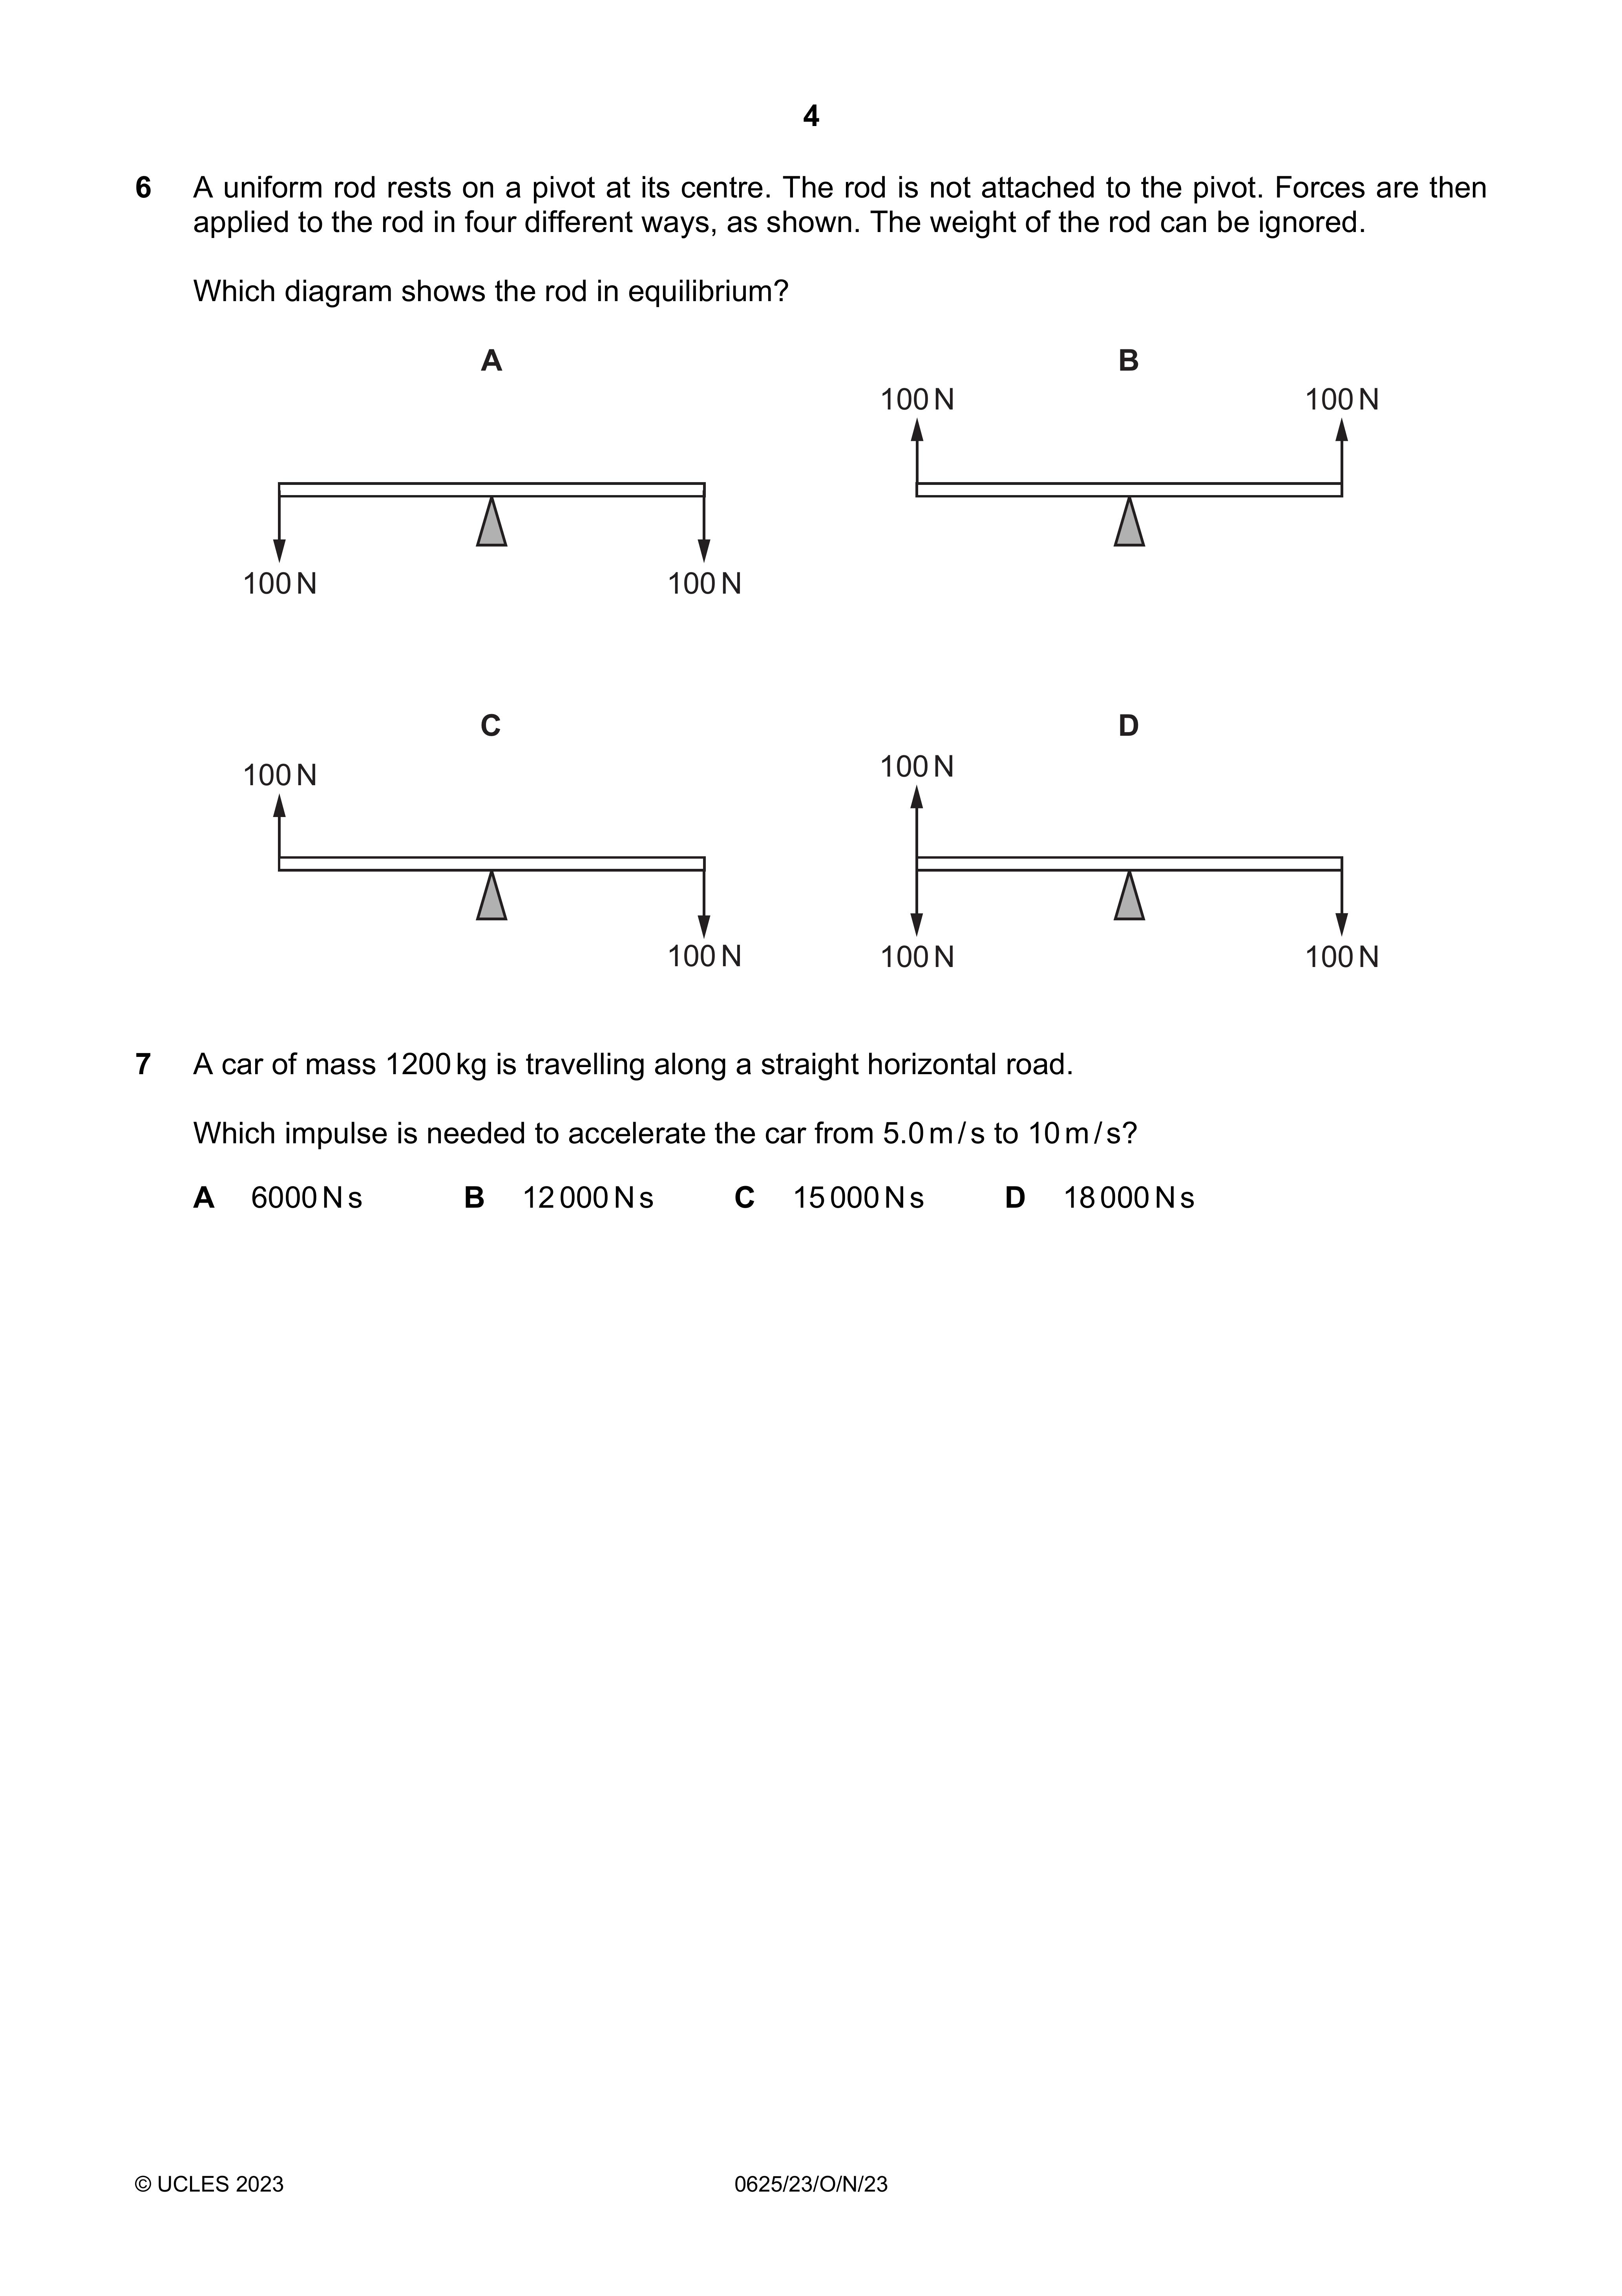 4
6 A uniform rod rests on a pivot at its centre. The rod is not attached to the pivot. Forces are then
applied to the rod in four different ways, as shown. The weight of the rod can be ignored.
Which diagram shows the rod in equilibrium?
A B
100 N 100 N
100 N 100 N
C D
100 N 100 N
100 N 100 N 100 N
7 A car of mass 1200 kg is travelling along a straight horizontal road.
Which impulse is needed to accelerate the car from 5.0 m / s to 10 m / s?
A 6000 N s B 12 000 N s C 15 000 N s D 18 000 N s
© UCLES 2023 0625/23/O/N/23